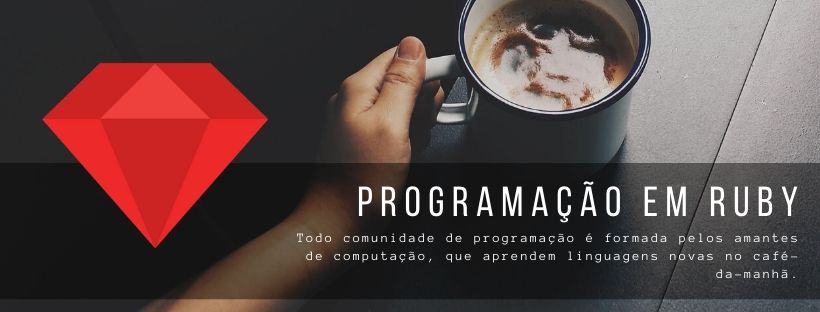 PROGRAMAÇÃO EM RUBY
Todo comunidade de programação é formada pelos amantes
de computação, que aprendem linguagens novas no café-
da-manhã.